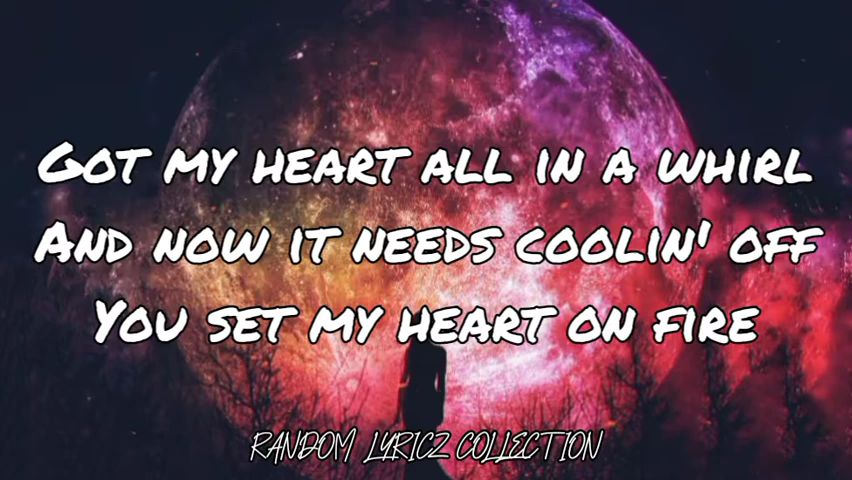 GOT MY HEART ALL IN A WHIRL
AND NOW IT NEEDS COOLIN' OFF
YOU SET MY HEART ON FIRE
RANDOM LYRICZ COLLECTION